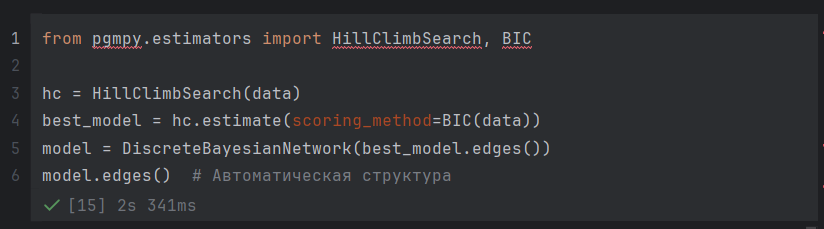 1 from pgmpy.estimators import HillClimbSearch, BIC
2
3 hc = HillClimbSearch(data)
4 best_model = hc.estimate(scoring_method=BIC(data))
5 model = DiscreteBayesianNetwork(best_model.edges())
6 model.edges()  # Автоматическая структура
[15] 2s 341ms